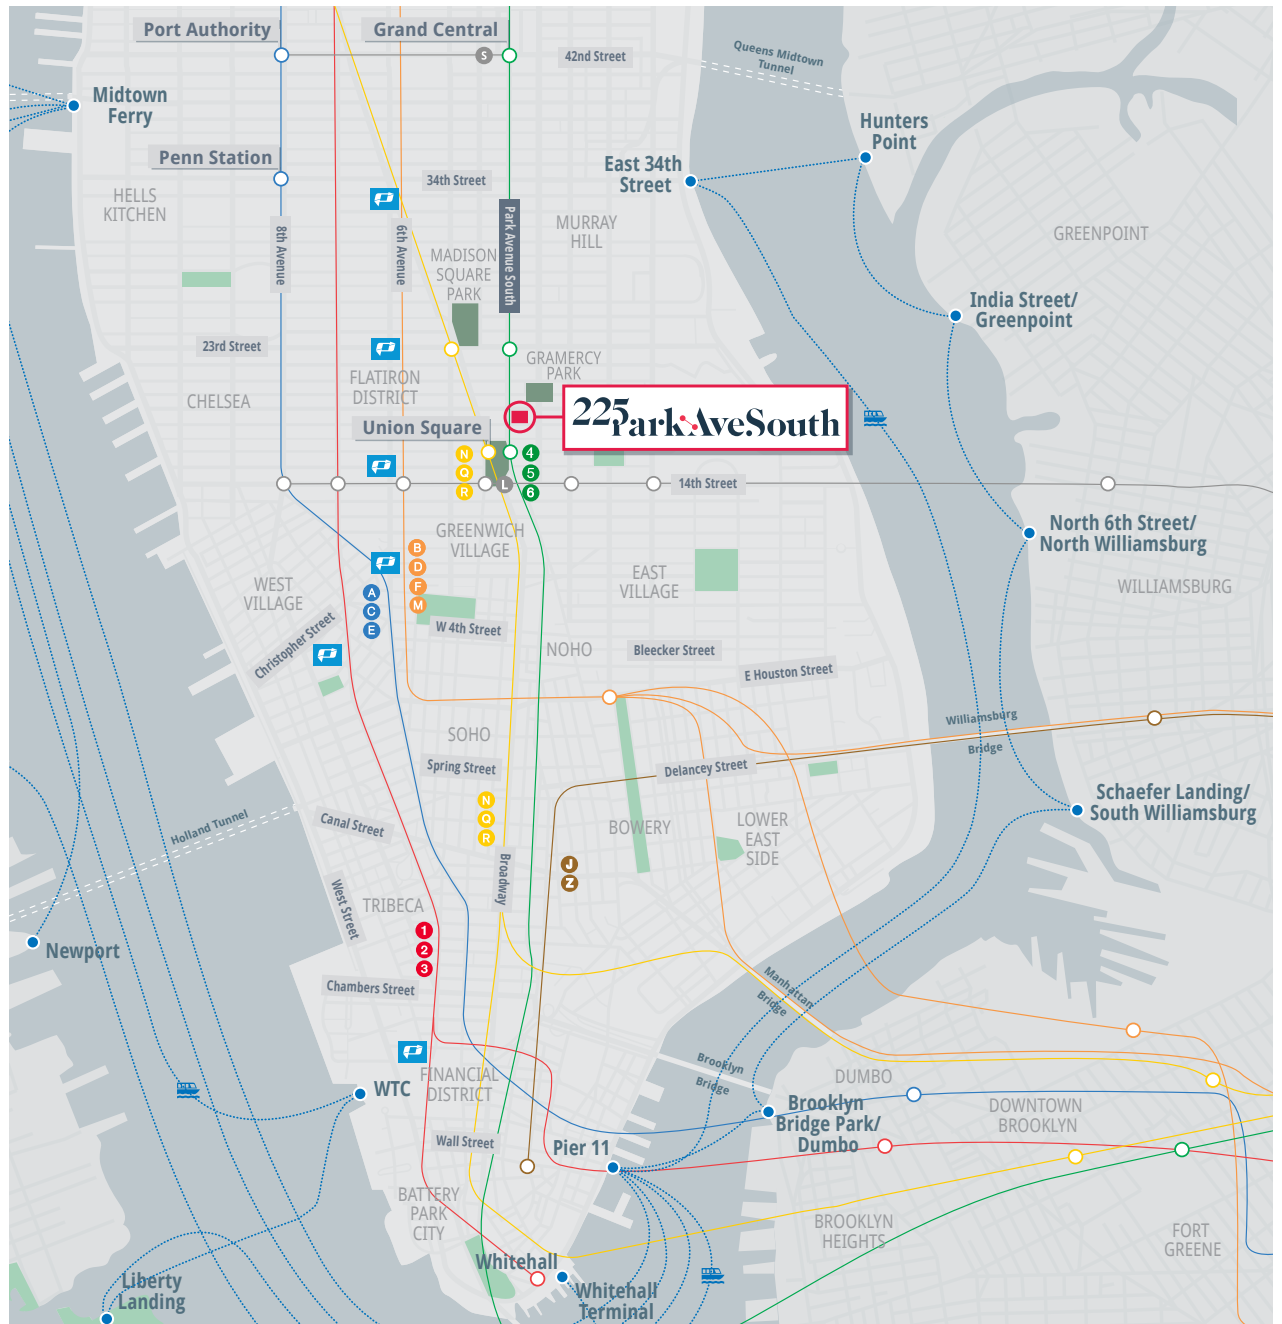 Port Authority
Grand Central
S
42nd Street
Queens Midtown
Tunnel
Midtown
Ferry
Hunters
Point
Penn Station
East 34th
Street
34th Street
HELLS
KITCHEN
8th Avenue
6th Avenue
Park Avenue South
MURRAY
HILL
GREENPOINT
MADISON
SQUARE
PARK
India Street/
Greenpoint
23rd Street
FLATIRON
DISTRICT
GRAMERCY
PARK
CHELSEA
225
ParkAveSouth
Union Square
N
Q
R
4
5
6
L
14th Street
GREENWICH
VILLAGE
North 6th Street/
North Williamsburg
B
D
F
M
A
C
E
WEST
VILLAGE
EAST
VILLAGE
WILLIAMSBURG
Christopher Street
W 4th Street
NOHO
Bleecker Street
E Houston Street
SOHO
Williamsburg
Bridge
Spring Street
Delancey Street
N
Q
R
Schaefer Landing/
South Williamsburg
Holland Tunnel
Canal Street
BOWERY
LOWER
EAST
SIDE
Broadway
J
Z
West Street
TRIBECA
1
2
3
Newport
Chambers Street
Manhattan
Bridge
FINANCIAL
DISTRICT
Brooklyn
Bridge
DUMBO
WTC
Brooklyn
Bridge Park/
Dumbo
DOWNTOWN
BROOKLYN
Wall Street
Pier 11
BATTERY
PARK
CITY
BROOKLYN
HEIGHTS
FORT
GREENE
Whitehall
Whitehall
Terminal
Liberty
Landing